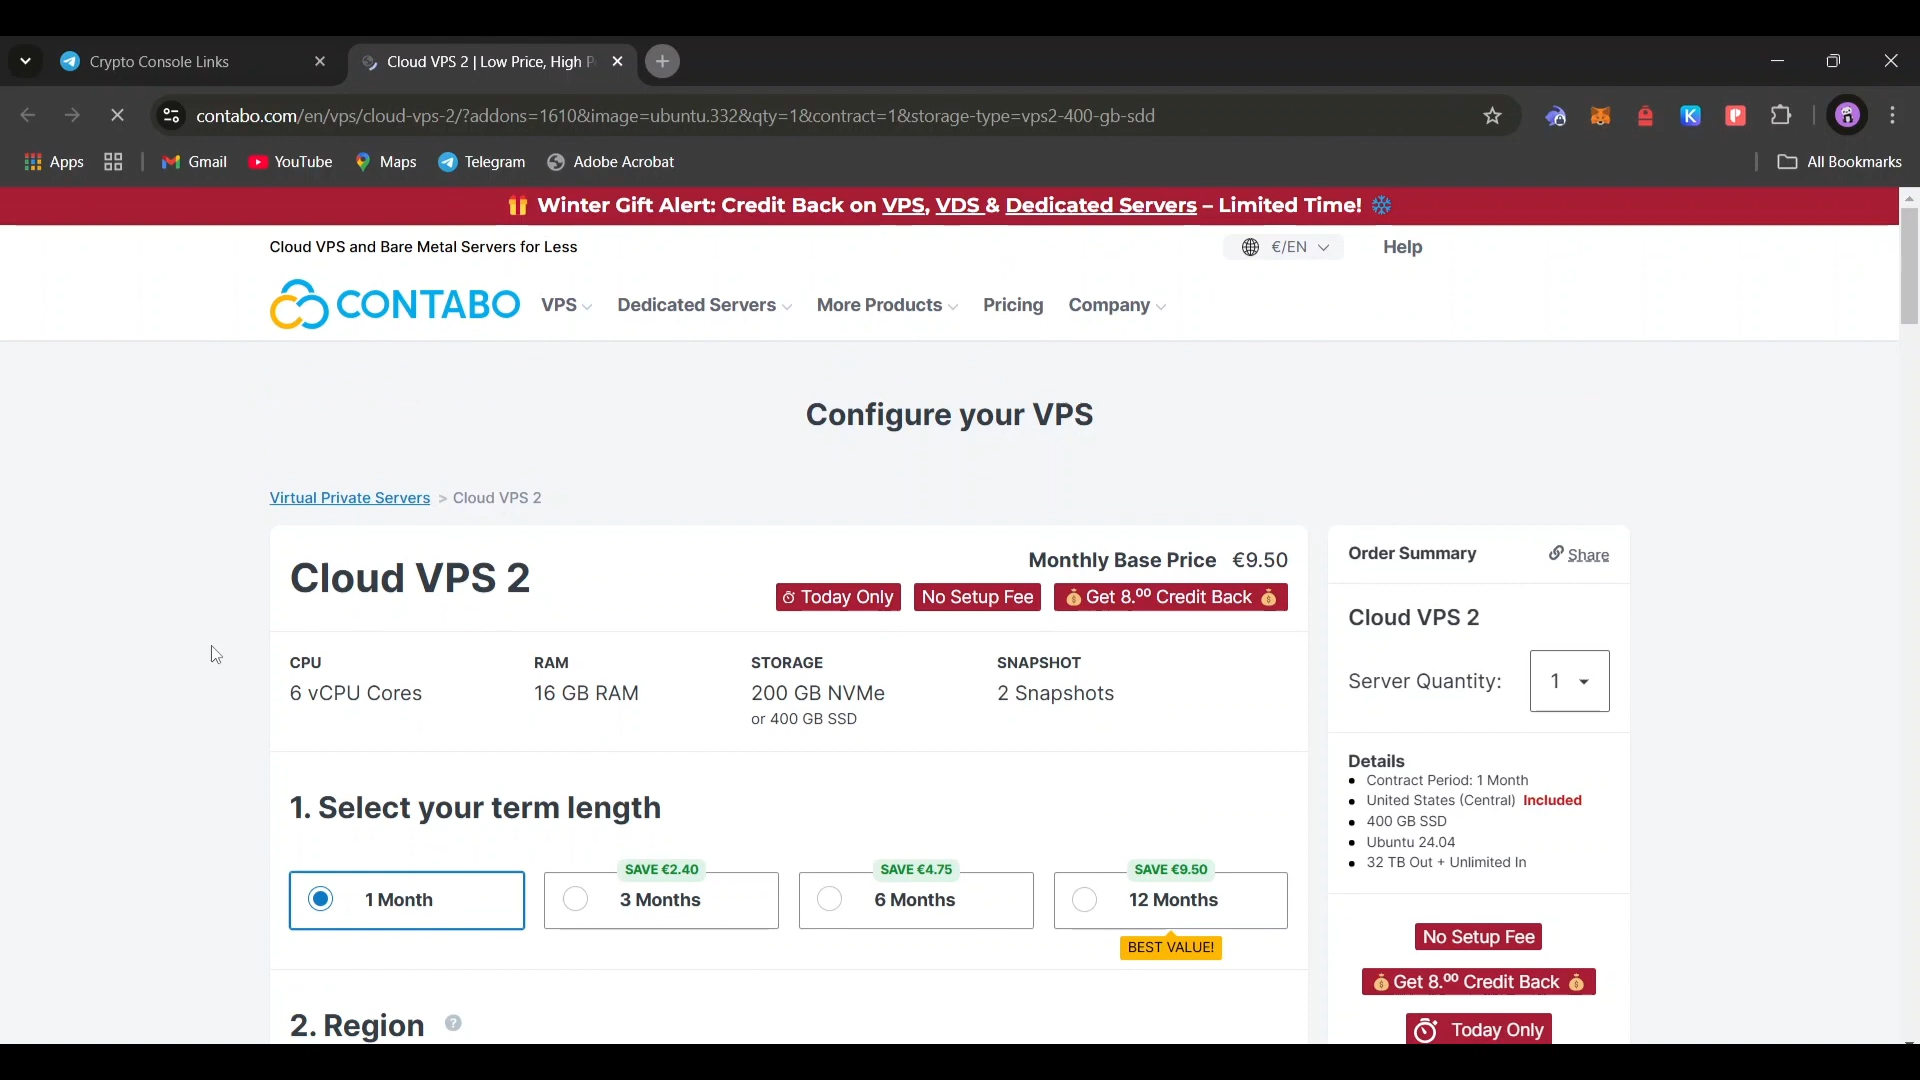 Crypto Console Links
Cloud VPS 2 | Low Price, High P
contabo.com/en/vps/cloud-vps-2/?addons=1610&image=ubuntu.332&qty=1&contract=1&storage-type=vps2-400-gb-sdd
Apps
Gmail
YouTube
Maps
Telegram
Adobe Acrobat
All Bookmarks
Winter Gift Alert: Credit Back on VPS, VDS & Dedicated Servers – Limited Time!
Cloud VPS and Bare Metal Servers for Less
€/EN
Help
CONTABO
VPS
Dedicated Servers
More Products
Pricing
Company
Configure your VPS
Virtual Private Servers > Cloud VPS 2
Cloud VPS 2
Monthly Base Price €9.50
Today Only
No Setup Fee
Get 8.00 Credit Back
CPU
6 vCPU Cores
RAM
16 GB RAM
STORAGE
200 GB NVMe
or 400 GB SSD
SNAPSHOT
2 Snapshots
1. Select your term length
1 Month
SAVE €2.40
3 Months
SAVE €4.75
6 Months
SAVE €9.50
12 Months
BEST VALUE!
2. Region
Order Summary
Share
Cloud VPS 2
Server Quantity:
1
Details
Contract Period: 1 Month
United States (Central) Included
400 GB SSD
Ubuntu 24.04
32 TB Out + Unlimited In
No Setup Fee
Get 8.00 Credit Back
Today Only